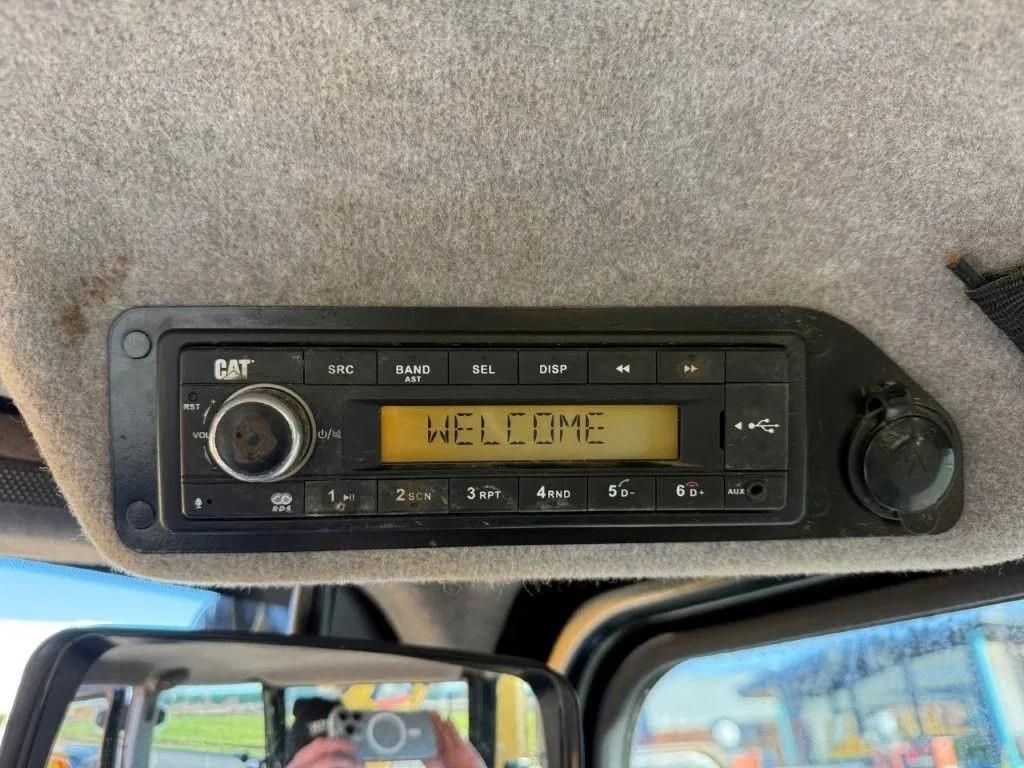 CAT
SRC
BAND
AST
SEL
DISP
RST
VOL
WELCOME
R·D·S
1
2 SCN
3 RPT
4 RND
5 D-
6 D+
AUX